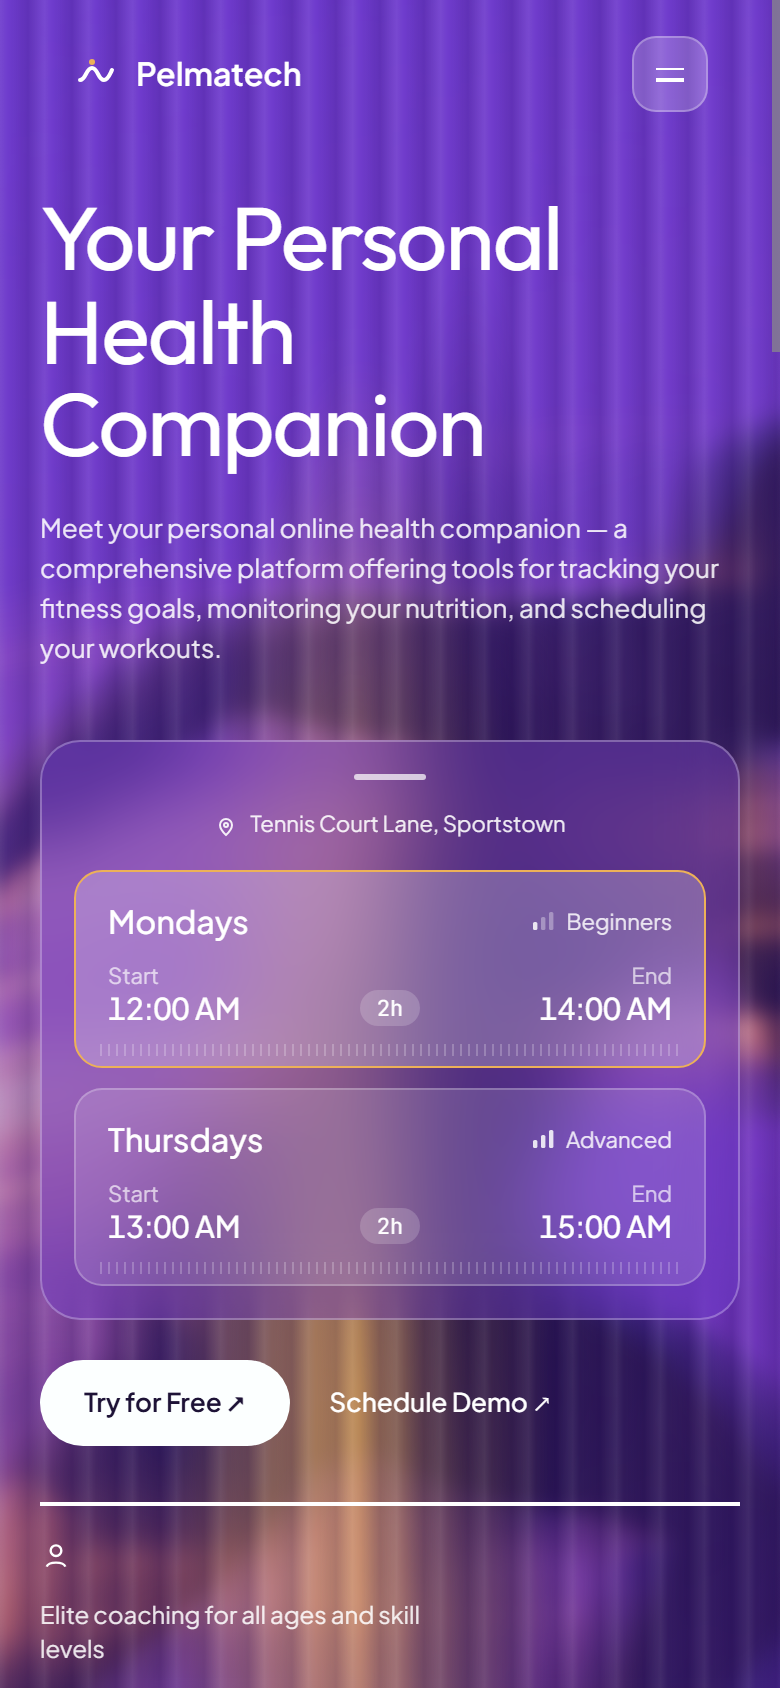 Pelmatech
Your Personal
Health
Companion
Meet your personal online health companion — a
comprehensive platform offering tools for tracking your
fitness goals, monitoring your nutrition, and scheduling
your workouts.
Tennis Court Lane, Sportstown
Mondays
Beginners
Start
End
12:00 AM
2h
14:00 AM
Thursdays
Advanced
Start
End
13:00 AM
2h
15:00 AM
Try for Free ↗
Schedule Demo ↗
Elite coaching for all ages and skill
levels